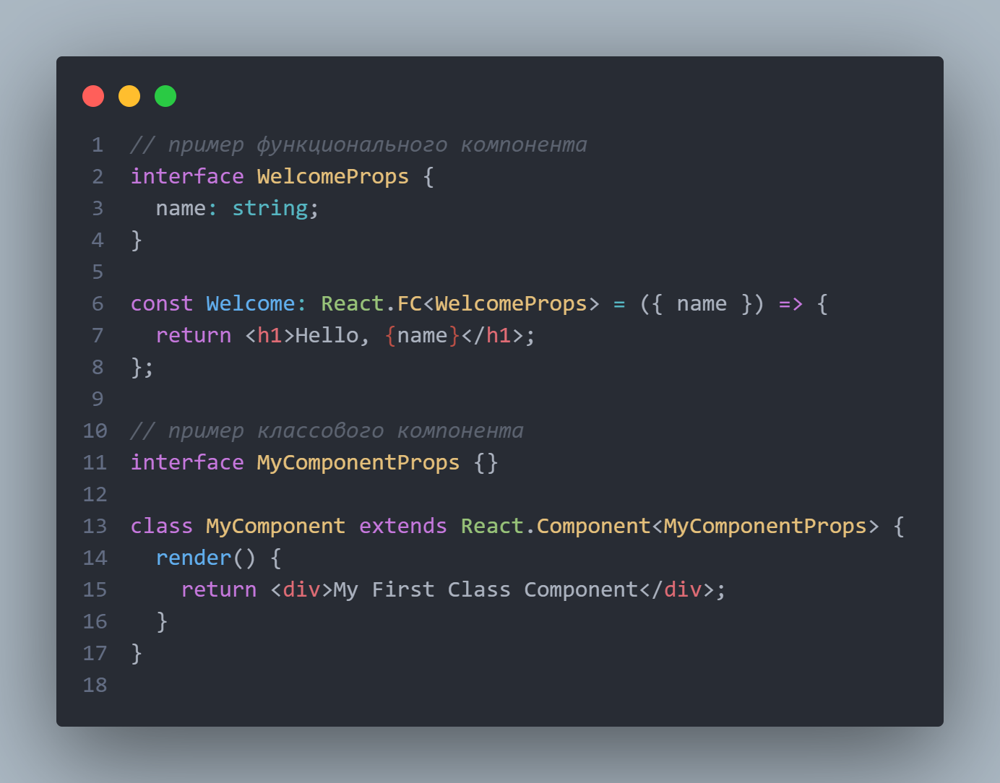 1 // пример функционального компонента
2 interface WelcomeProps {
3   name: string;
4 }
5
6 const Welcome: React.FC<WelcomeProps> = ({ name }) => {
7   return <h1>Hello, {name}</h1>;
8 };
9
10 // пример классового компонента
11 interface MyComponentProps {}
12
13 class MyComponent extends React.Component<MyComponentProps> {
14   render() {
15     return <div>My First Class Component</div>;
16   }
17 }
18